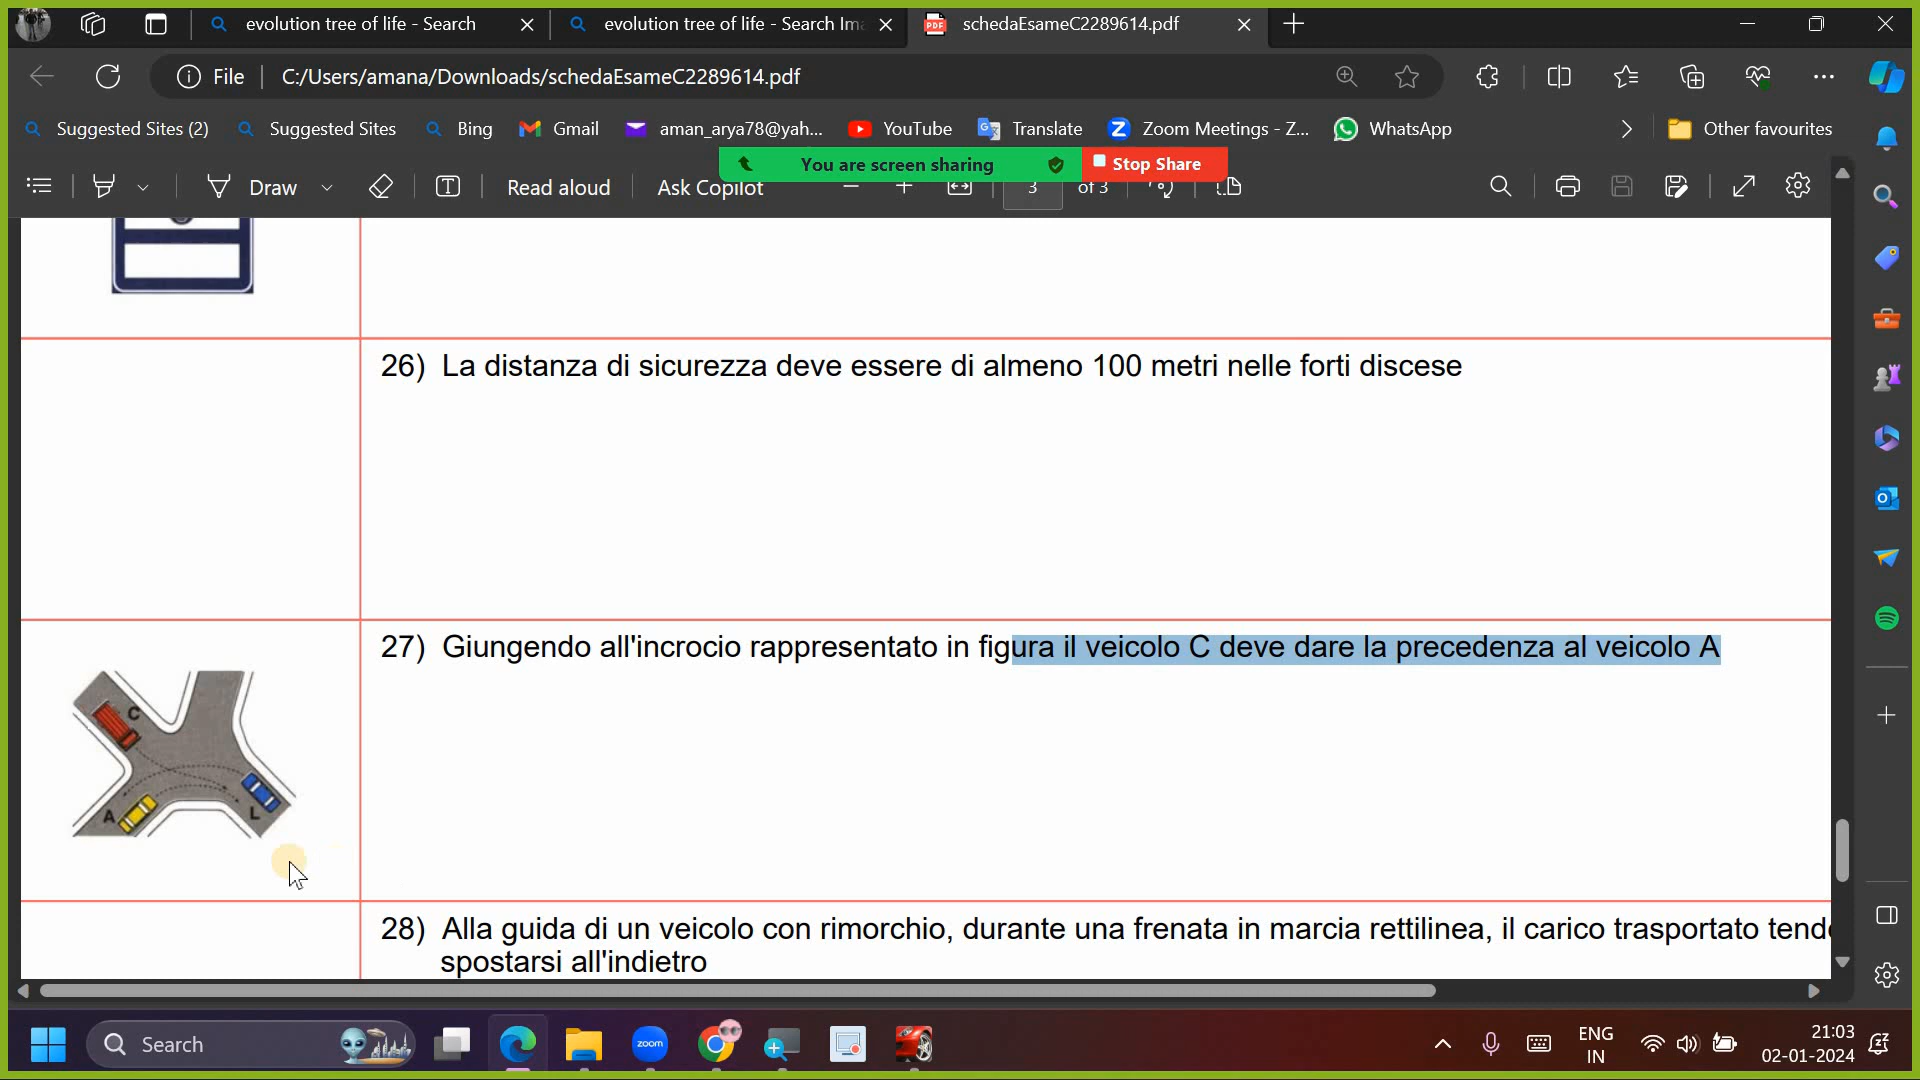 evolution tree of life - Search
evolution tree of life - Search Im
schedaEsameC2289614.pdf
File
C:/Users/amana/Downloads/schedaEsameC2289614.pdf
Suggested Sites (2)
Suggested Sites
Bing
Gmail
aman_arya78@yah...
YouTube
Translate
Zoom Meetings - Z...
WhatsApp
Other favourites
You are screen sharing
Stop Share
Draw
Read aloud
Ask Copilot
3
of 3
26) La distanza di sicurezza deve essere di almeno 100 metri nelle forti discese
27) Giungendo all'incrocio rappresentato in figura il veicolo C deve dare la precedenza al veicolo A
C
A
L
28) Alla guida di un veicolo con rimorchio, durante una frenata in marcia rettilinea, il carico trasportato tend
spostarsi all'indietro
Search
zoom
ENG
IN
21:03
02-01-2024